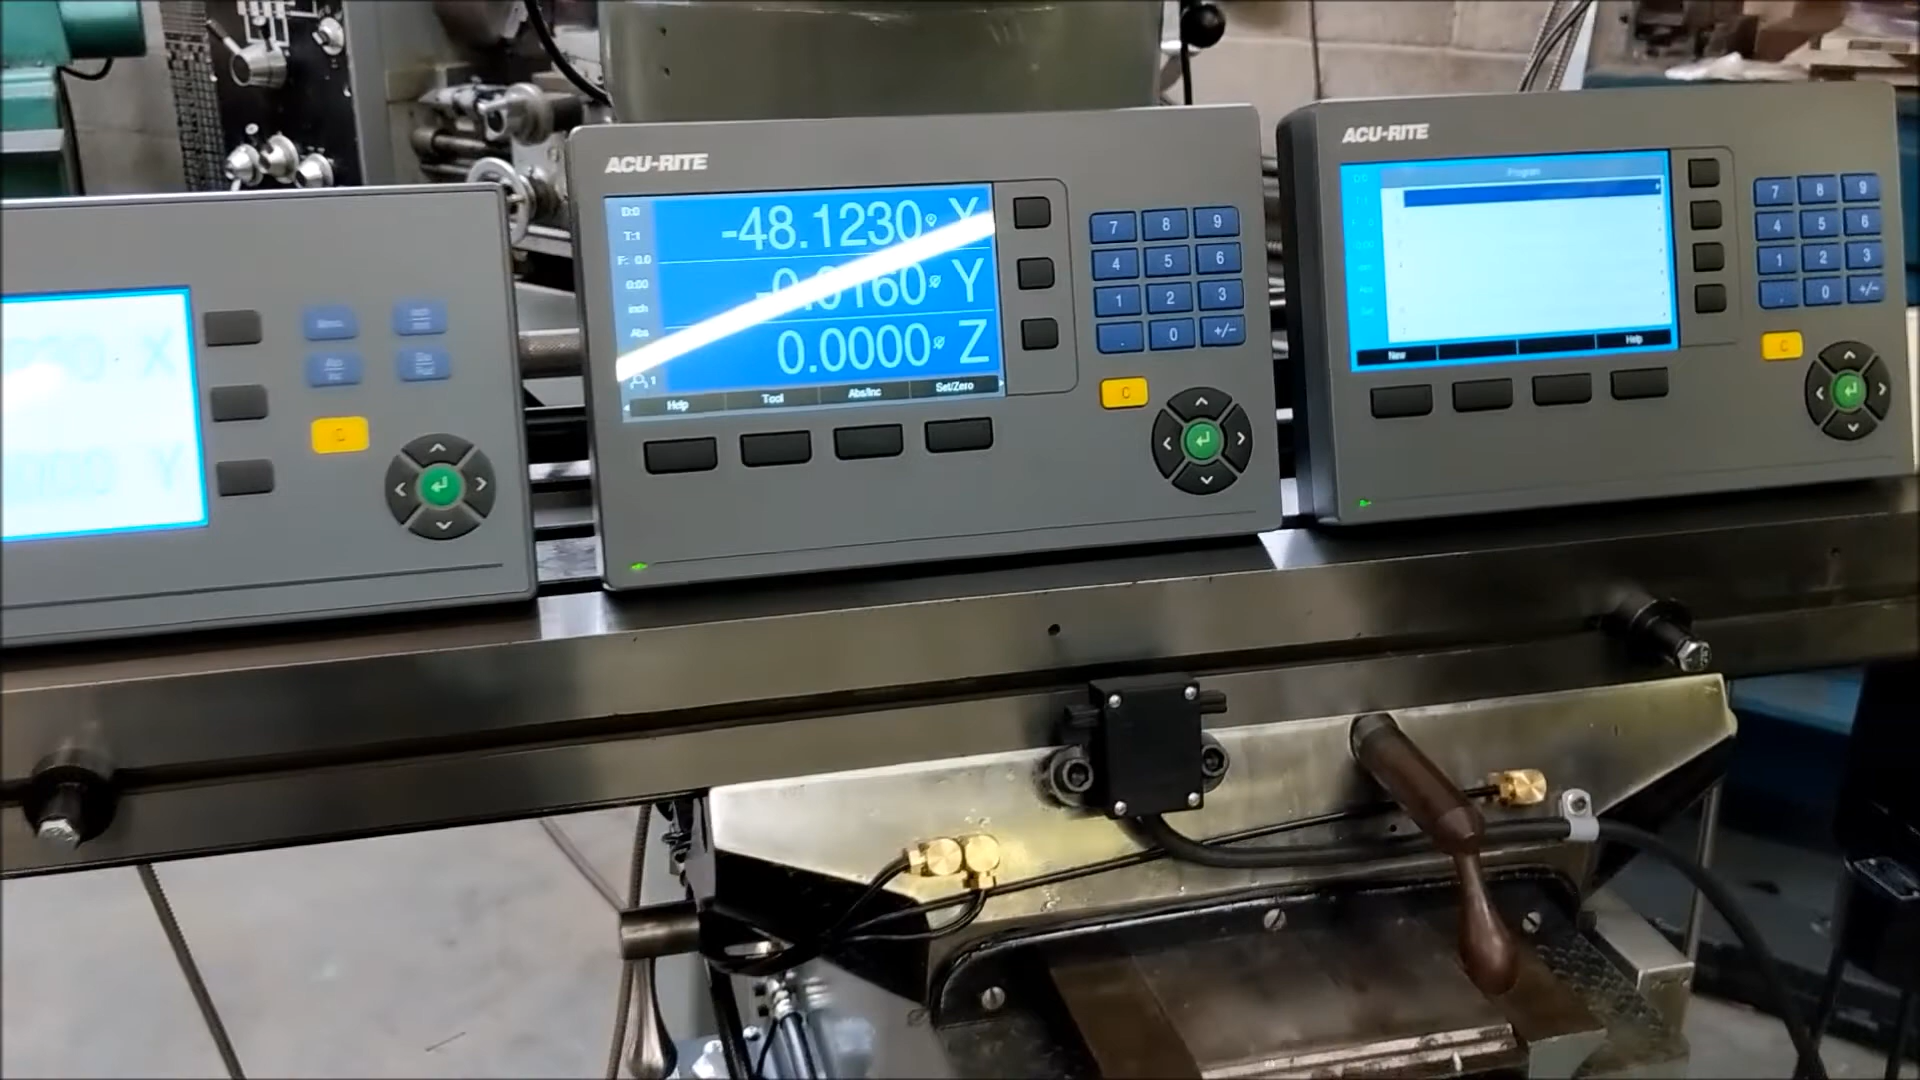 X
Y
C
ACU-RITE
D:0
T:1
F: 0.0
0:00
inch
Abs
1
-48.1230 X
-0.0160 Y
0.0000 Z
Help Tool Abs/Inc Set/Zero
7 8 9
4 5 6
1 2 3
. 0 +/-
C
ACU-RITE
Program
New Help
7 8 9
4 5 6
1 2 3
. 0 +/-
C